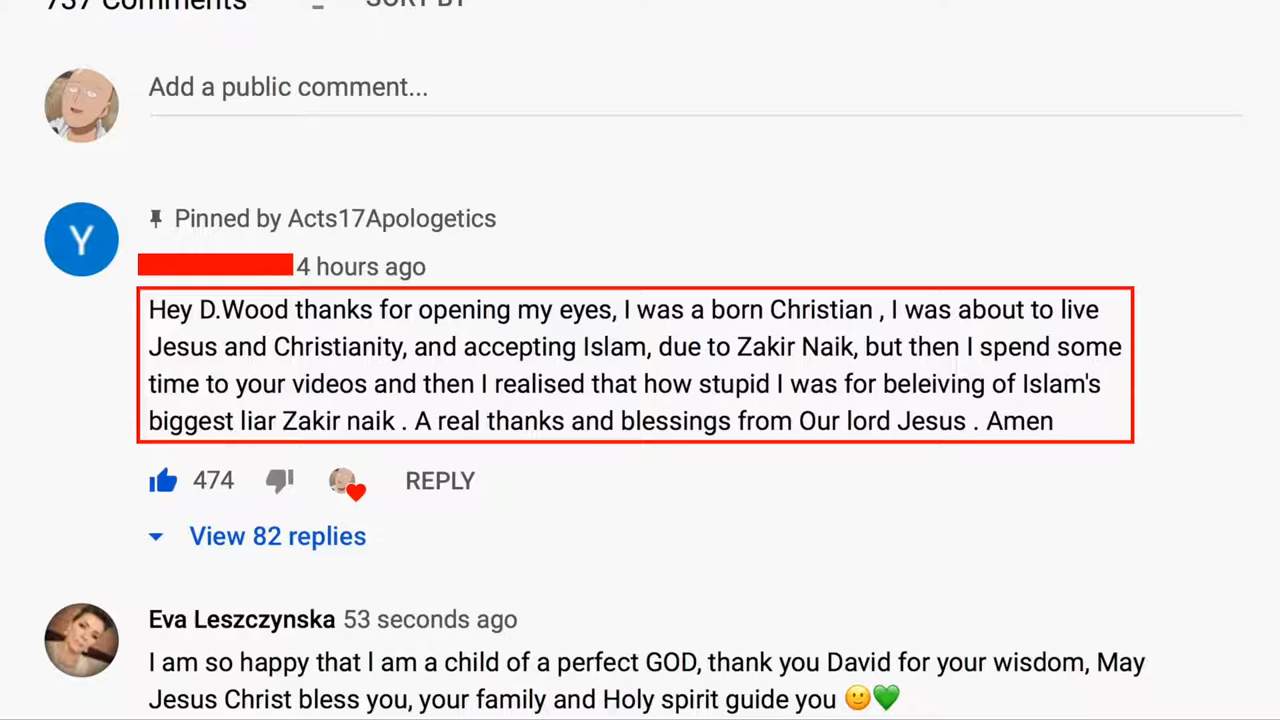 737 Comments SORT BY
Add a public comment...
Y
Pinned by Acts17Apologetics
4 hours ago
Hey D.Wood thanks for opening my eyes, I was a born Christian , I was about to live
Jesus and Christianity, and accepting Islam, due to Zakir Naik, but then I spend some
time to your videos and then I realised that how stupid I was for beleiving of Islam's
biggest liar Zakir naik . A real thanks and blessings from Our lord Jesus . Amen
474 REPLY
View 82 replies
Eva Leszczynska 53 seconds ago
I am so happy that I am a child of a perfect GOD, thank you David for your wisdom, May
Jesus Christ bless you, your family and Holy spirit guide you 🙂💚